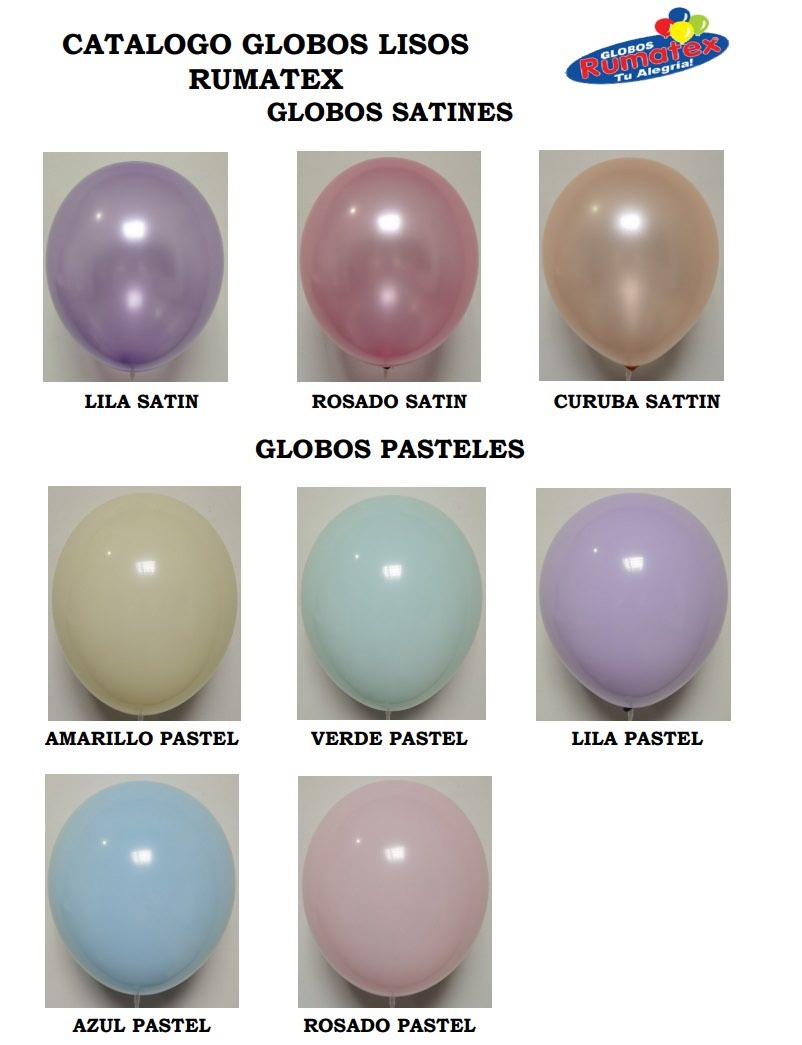 CATALOGO GLOBOS LISOS
RUMATEX
GLOBOS
Rumatex
Tu Alegría!
GLOBOS SATINES
LILA SATIN
ROSADO SATIN
CURUBA SATTIN
GLOBOS PASTELES
AMARILLO PASTEL
VERDE PASTEL
LILA PASTEL
AZUL PASTEL
ROSADO PASTEL